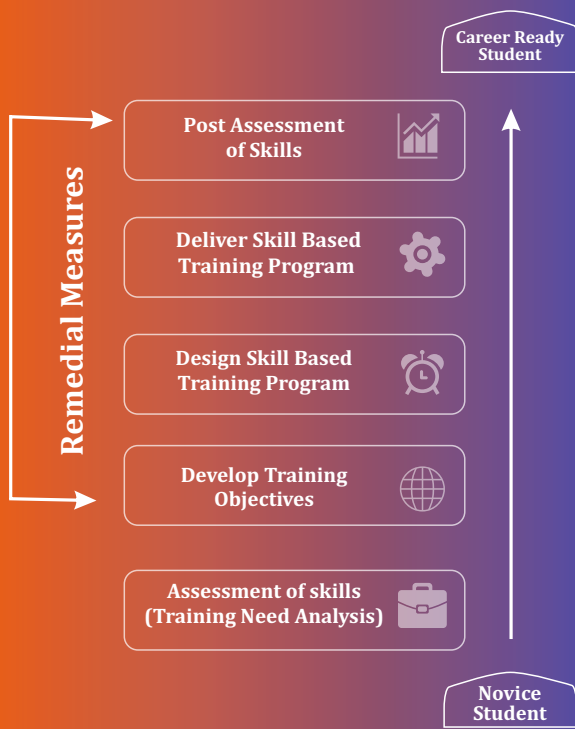 Career Ready
Student
Post Assessment
of Skills
Remedial Measures
Deliver Skill Based
Training Program
Design Skill Based
Training Program
Develop Training
Objectives
Assessment of skills
(Training Need Analysis)
Novice
Student